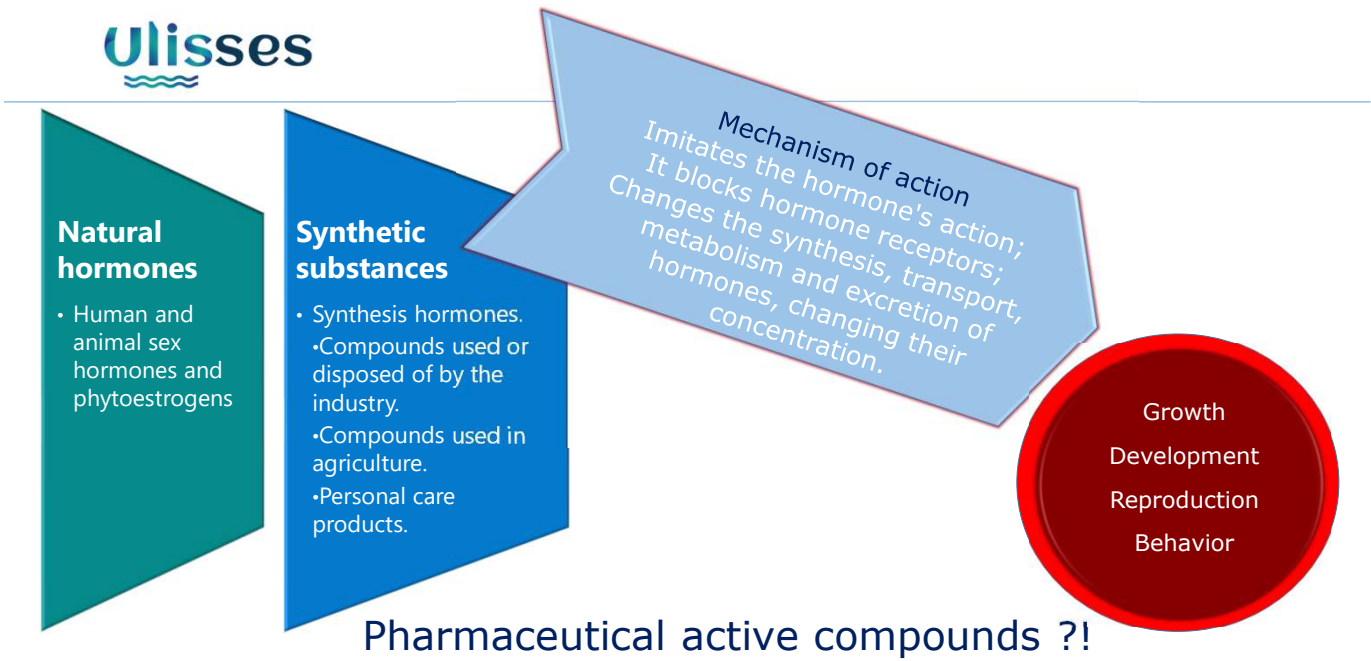 Ulisses
Natural
hormones
• Human and
animal sex
hormones and
phytoestrogens
Synthetic
substances
• Synthesis hormones.
•Compounds used or
disposed of by the
industry.
•Compounds used in
agriculture.
•Personal care
products.
Mechanism of action
Imitates the hormone's action;
It blocks hormone receptors;
Changes the synthesis, transport,
metabolism and excretion of
hormones, changing their
concentration.
Growth
Development
Reproduction
Behavior
Pharmaceutical active compounds ?!